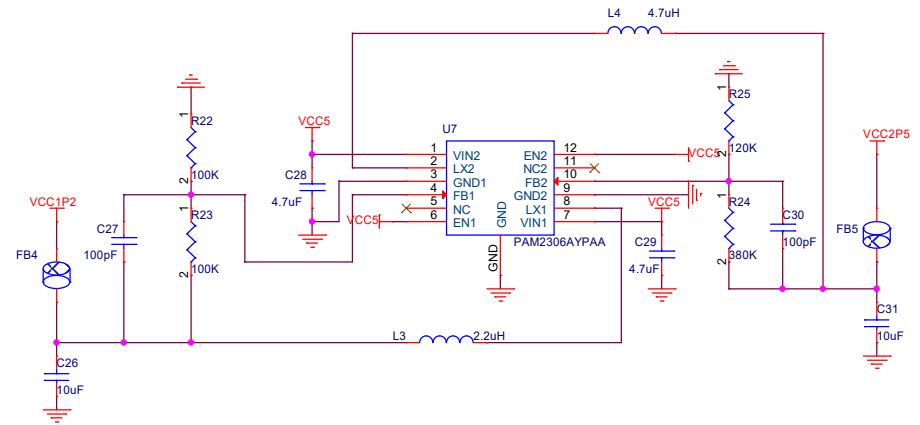 L4 4.7uH
R25
1
2
120K
R22
1
2
100K
VCC5
U7
VCC2P5
1 VIN2
2 LX2
3 GND1
4 FB1
5 NC
6 EN1
EN2 12
NC2 11
FB2 10
GND2 9
LX1 8
VIN1 7
GND
GND
PAM2306AYPAA
VCC5
C28
4.7uF
VCC5
VCC5
VCC1P2
C27
100pF
R23
1
2
100K
FB4
C29
4.7uF
R24
1
2
380K
C30
100pF
FB5
L3 2.2uH
C26
10uF
C31
10uF